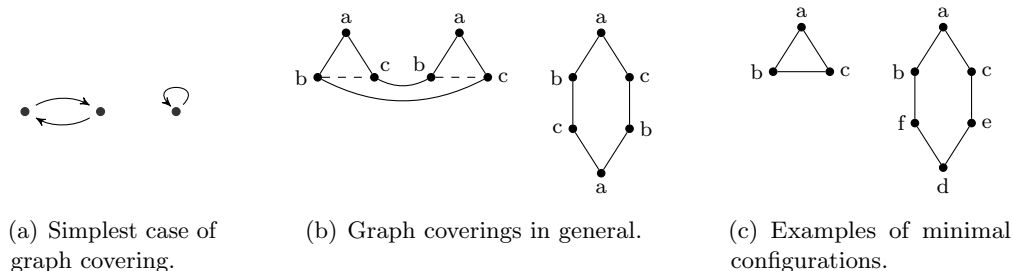 a
a
b
c
b
c
a
b
c
c
b
a
a
b
c
a
b
c
f
e
d
(a) Simplest case of
graph covering.
(b) Graph coverings in general.
(c) Examples of minimal
configurations.